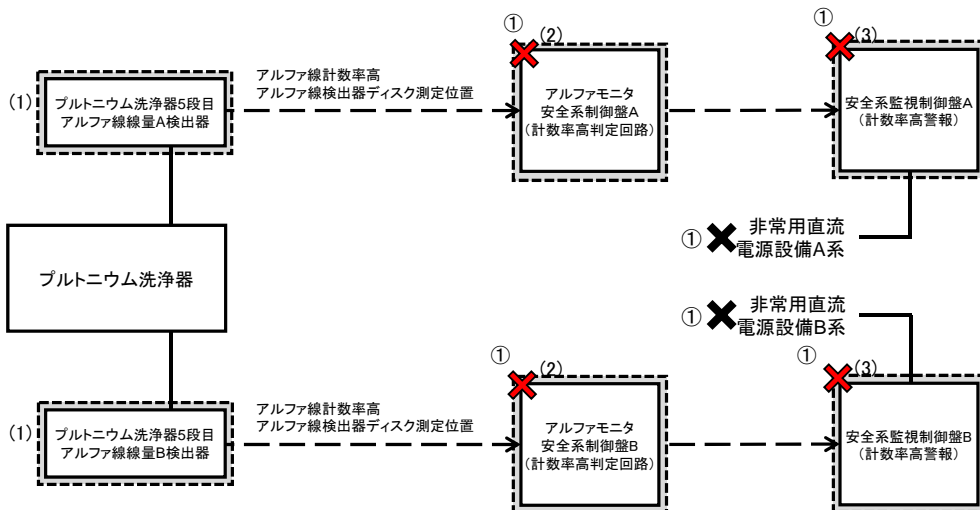 (1)
プルトニウム洗浄器5段目
アルファ線線量A検出器
アルファ線計数率高
アルファ線検出器ディスク測定位置
①
(2)
アルファモニタ
安全系制御盤A
(計数率高判定回路)
①
(3)
安全系監視制御盤A
(計数率高警報)
①
非常用直流
電源設備A系
プルトニウム洗浄器
①
非常用直流
電源設備B系
(1)
プルトニウム洗浄器5段目
アルファ線線量B検出器
アルファ線計数率高
アルファ線検出器ディスク測定位置
①
(2)
アルファモニタ
安全系制御盤B
(計数率高判定回路)
①
(3)
安全系監視制御盤B
(計数率高警報)